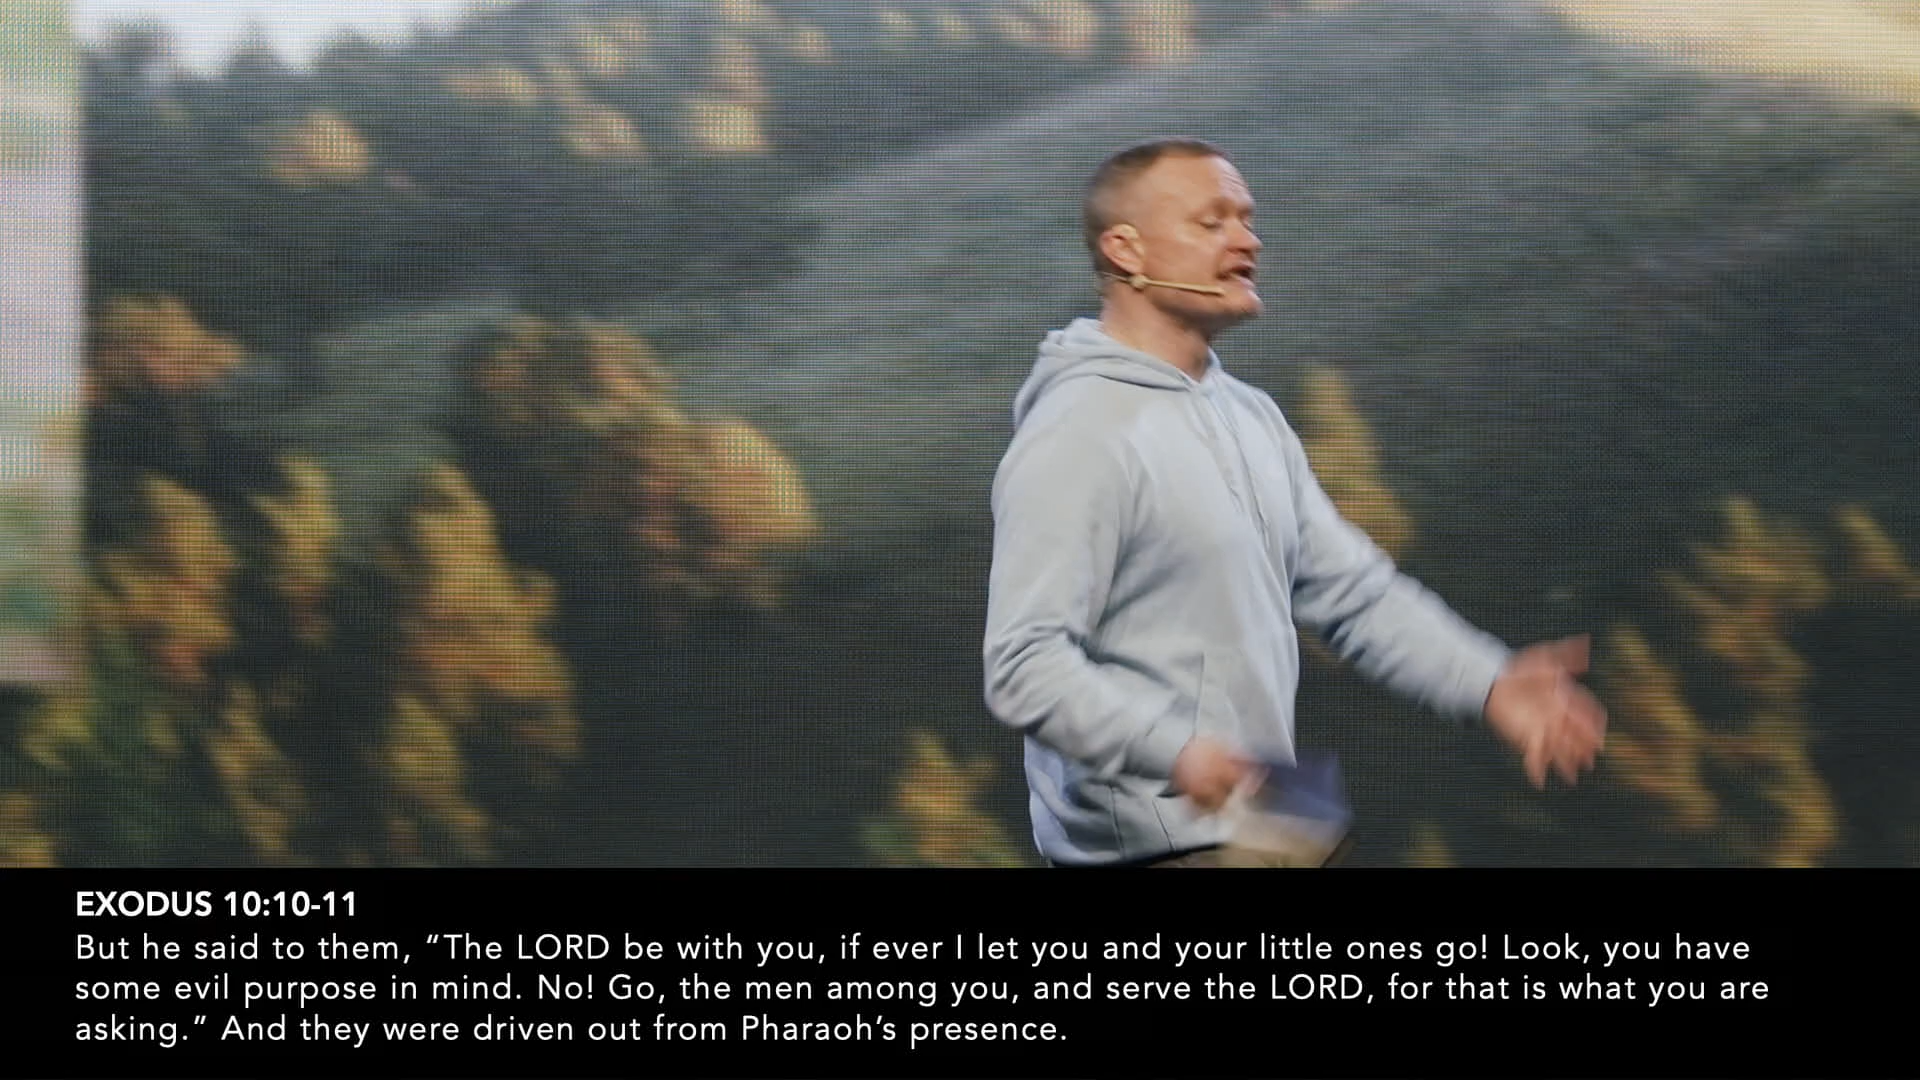 EXODUS 10:10-11
But he said to them, “The LORD be with you, if ever I let you and your little ones go! Look, you have
some evil purpose in mind. No! Go, the men among you, and serve the LORD, for that is what you are
asking.” And they were driven out from Pharaoh’s presence.